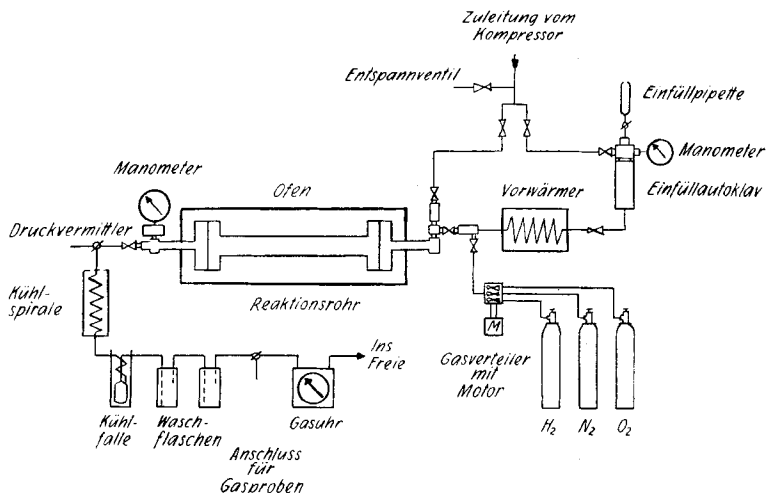 Zuleitung vom
Kompressor
Entspannventil
Einfüllpipette
Manometer
Manometer
Ofen
Vorwärmer
Einfüllautoklav
Druckvermittler
Kühl-
spirale
Reaktionsrohr
M
Ins
Freie
Gasverteiler
mit
Motor
Kühl-
falle
Wasch-
flaschen
Gasuhr
Anschluss
für
Gasproben
H₂ N₂ O₂